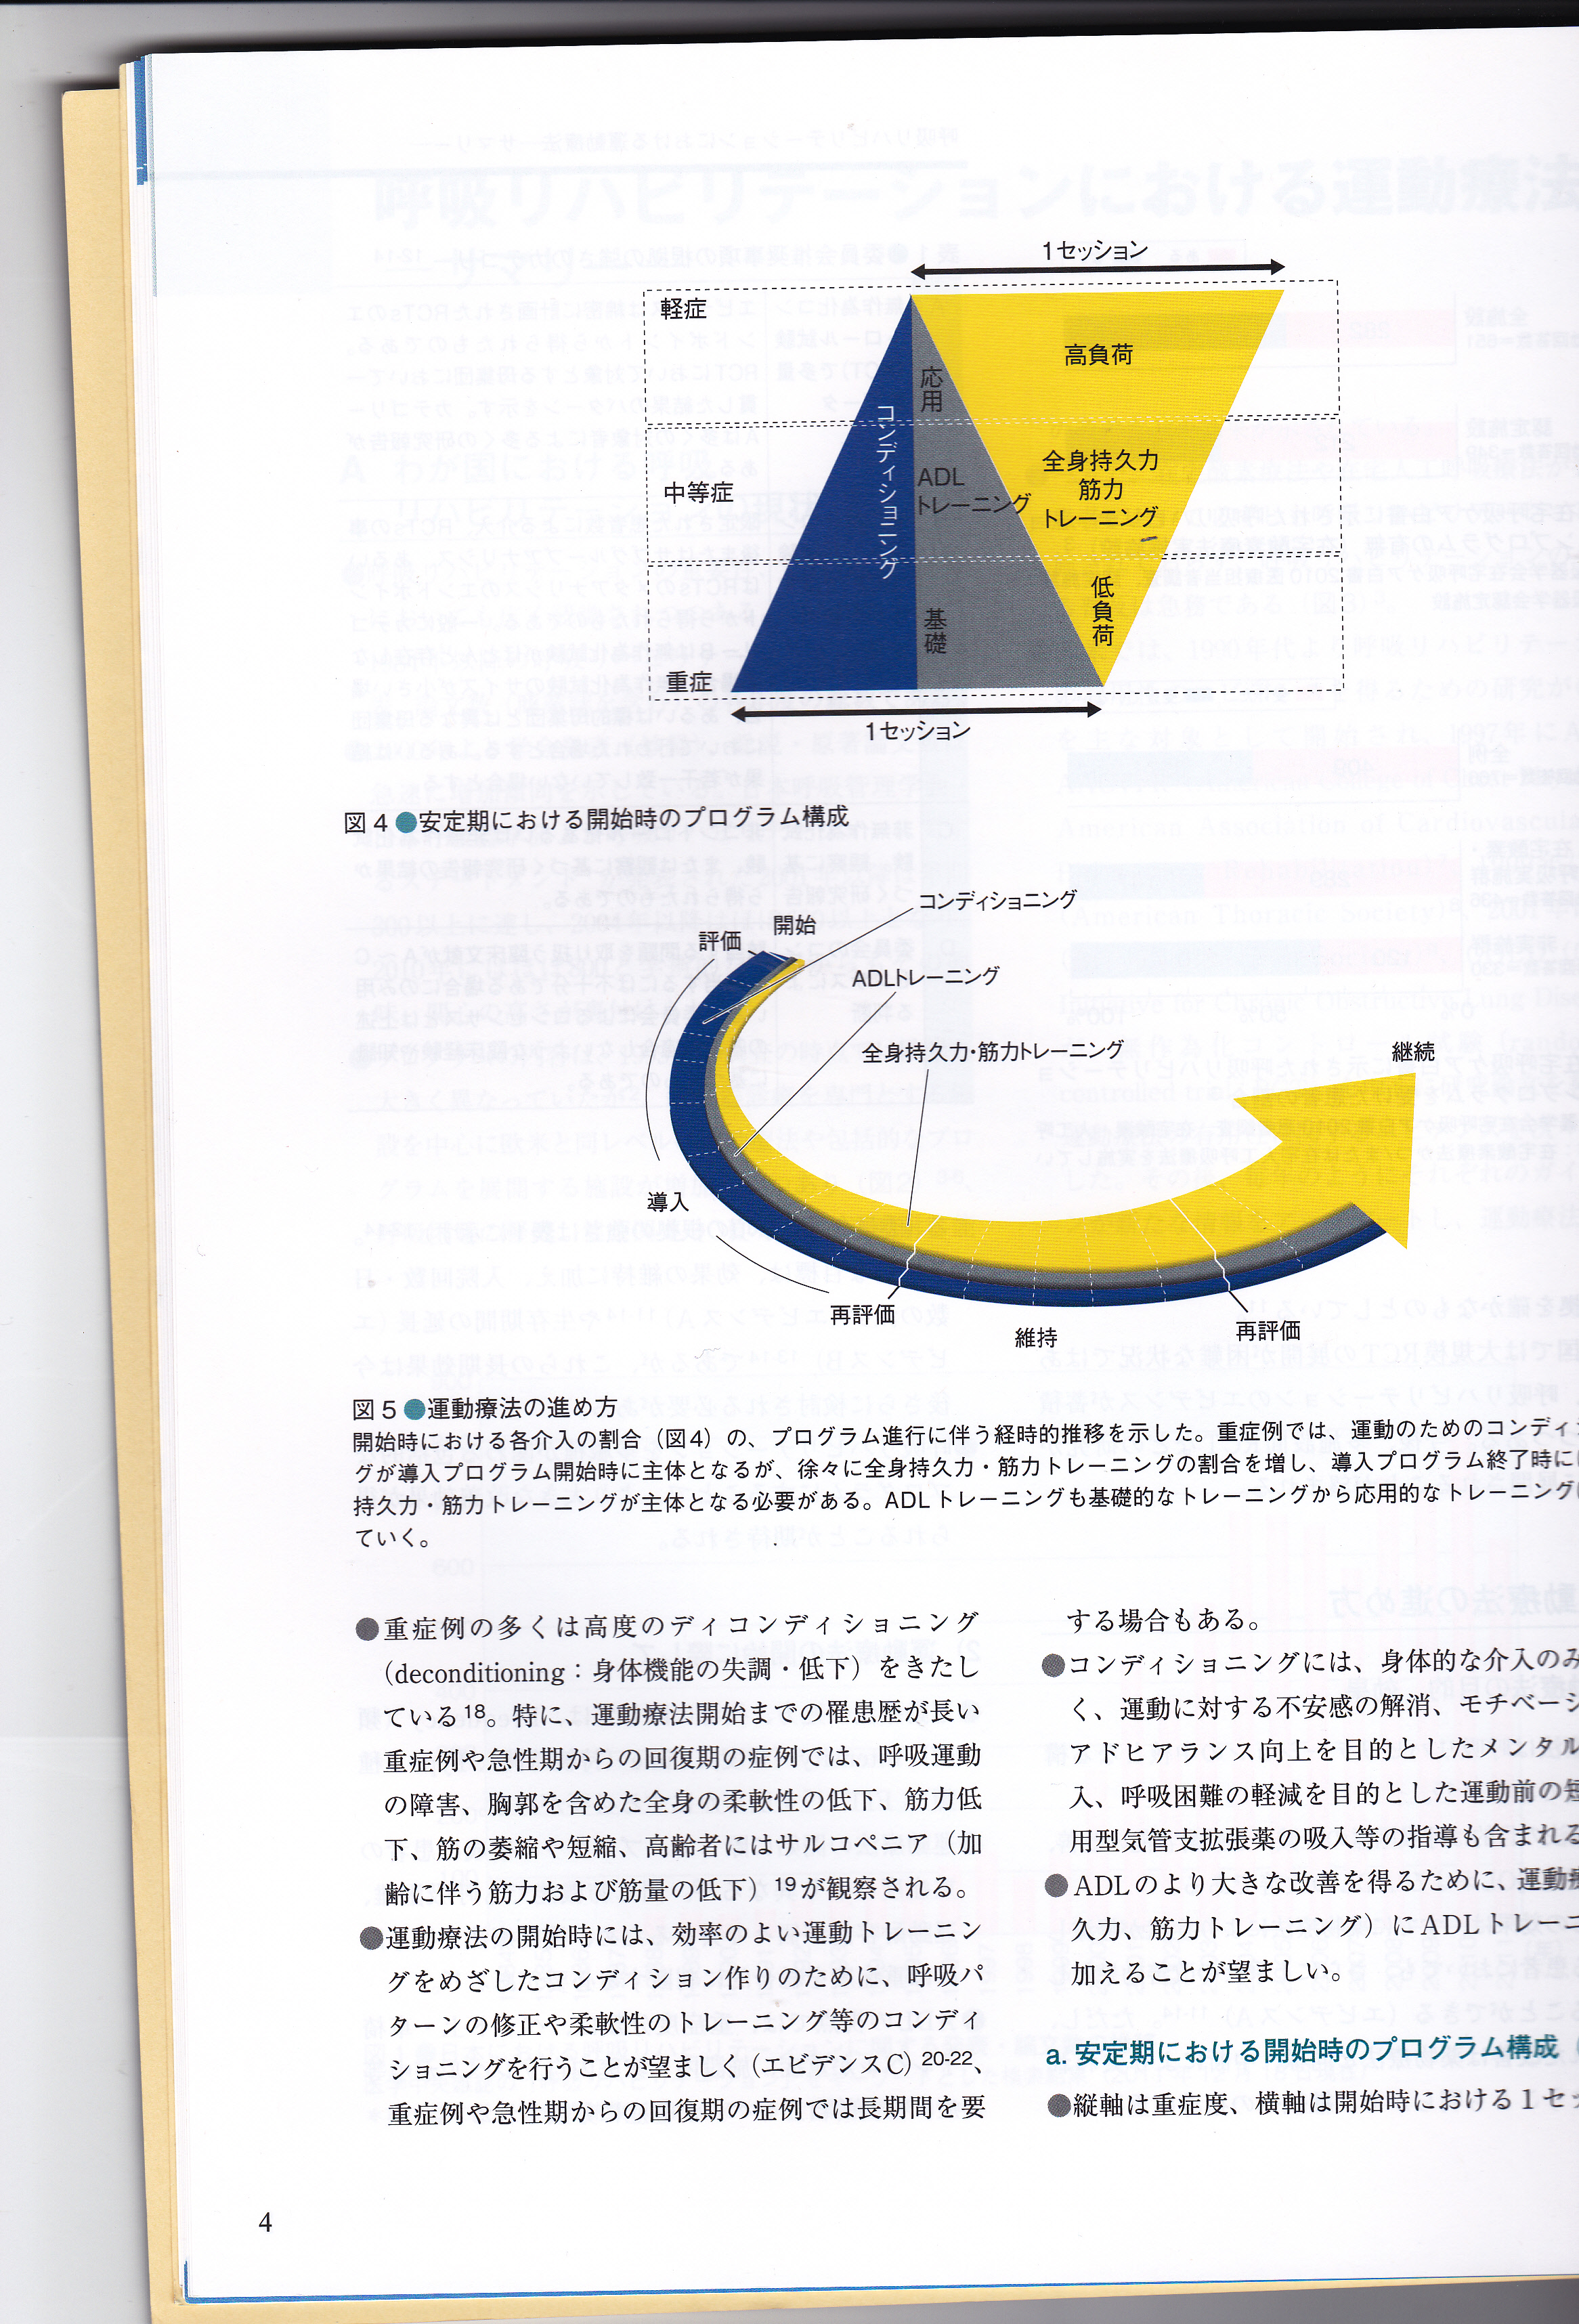 1セッション
軽症
高負荷
応用
コンディショニング
中等症
ADL
トレーニング
全身持久力
筋力
トレーニング
低負荷
基礎
重症
1セッション
図4●安定期における開始時のプログラム構成
コンディショニング
開始
評価
ADLトレーニング
全身持久力・筋力トレーニング
継続
導入
再評価
維持
再評価
図5●運動療法の進め方
開始時における各介入の割合（図4）の、プログラム進行に伴う経時的推移を示した。重症例では、運動のためのコンディ
グが導入プログラム開始時に主体となるが、徐々に全身持久力・筋力トレーニングの割合を増し、導入プログラム終了時に
持久力・筋力トレーニングが主体となる必要がある。ADLトレーニングも基礎的なトレーニングから応用的なトレーニング
ていく。
●重症例の多くは高度のディコンディショニング
（deconditioning：身体機能の失調・低下）をきたし
ている18。特に、運動療法開始までの罹患歴が長い
重症例や急性期からの回復期の症例では、呼吸運動
の障害、胸郭を含めた全身の柔軟性の低下、筋力低
下、筋の萎縮や短縮、高齢者にはサルコペニア（加
齢に伴う筋力および筋量の低下）19が観察される。
●運動療法の開始時には、効率のよい運動トレーニン
グをめざしたコンディション作りのために、呼吸パ
ターンの修正や柔軟性のトレーニング等のコンディ
ショニングを行うことが望ましく（エビデンスC）20-22、
重症例や急性期からの回復期の症例では長期間を要
する場合もある。
●コンディショニングには、身体的な介入のみ
く、運動に対する不安感の解消、モチベーシ
アドヒアランス向上を目的としたメンタル
入、呼吸困難の軽減を目的とした運動前の短
用型気管支拡張薬の吸入等の指導も含まれる
●ADLのより大きな改善を得るために、運動療
久力、筋力トレーニング）にADLトレーニ
加えることが望ましい。
a. 安定期における開始時のプログラム構成（
●縦軸は重症度、横軸は開始時における1セッ
4